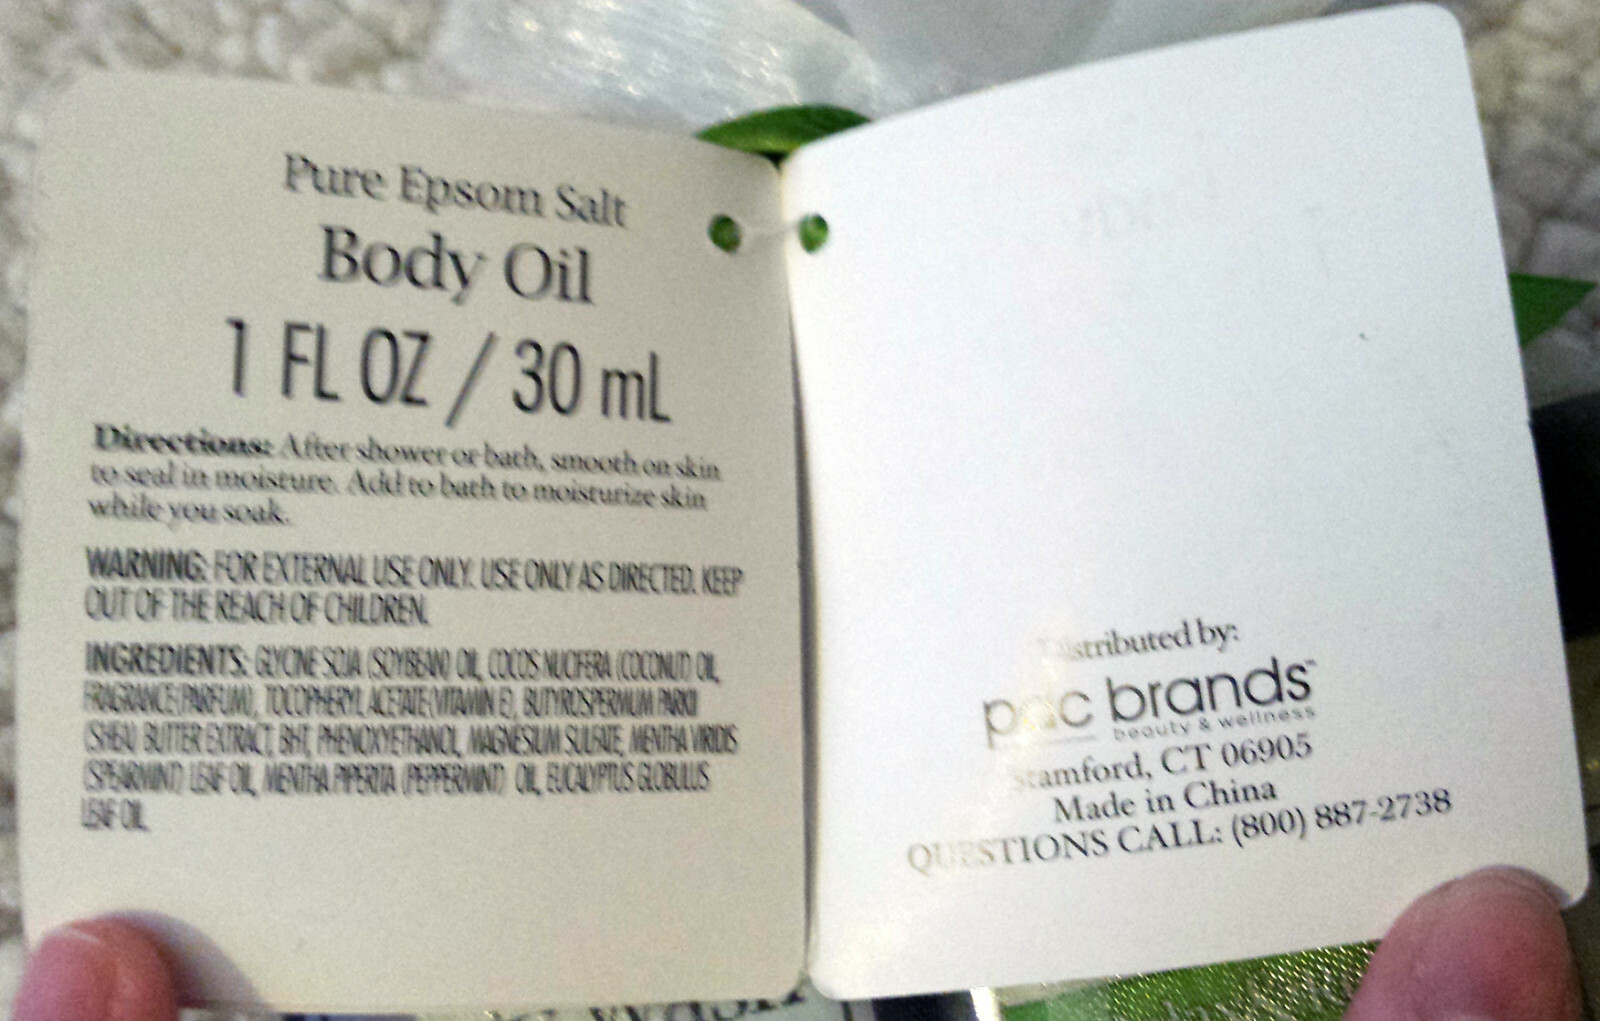 Pure Epsom Salt
Body Oil
1 FL OZ / 30 mL
Directions: After shower or bath, smooth on skin
to seal in moisture. Add to bath to moisturize skin
while you soak.
WARNING: FOR EXTERNAL USE ONLY. USE ONLY AS DIRECTED. KEEP
OUT OF THE REACH OF CHILDREN.
INGREDIENTS: GLYCINE SOJA (SOYBEAN) OIL, COCOS NUCIFERA (COCONUT) OIL,
FRAGRANCE (PARFUM), TOCOPHERYL ACETATE (VITAMIN E), BUTYROSPERMUM PARKII
(SHEA) BUTTER EXTRACT, BHT, PHENOXYETHANOL, MAGNESIUM SULFATE, MENTHA VIRIDIS
(SPEARMINT) LEAF OIL, MENTHA PIPERITA (PEPPERMINT) OIL, EUCALYPTUS GLOBULUS
LEAF OIL.
Distributed by:
pac brands™
beauty & wellness
Stamford, CT 06905
Made in China
QUESTIONS CALL: (800) 887-2738